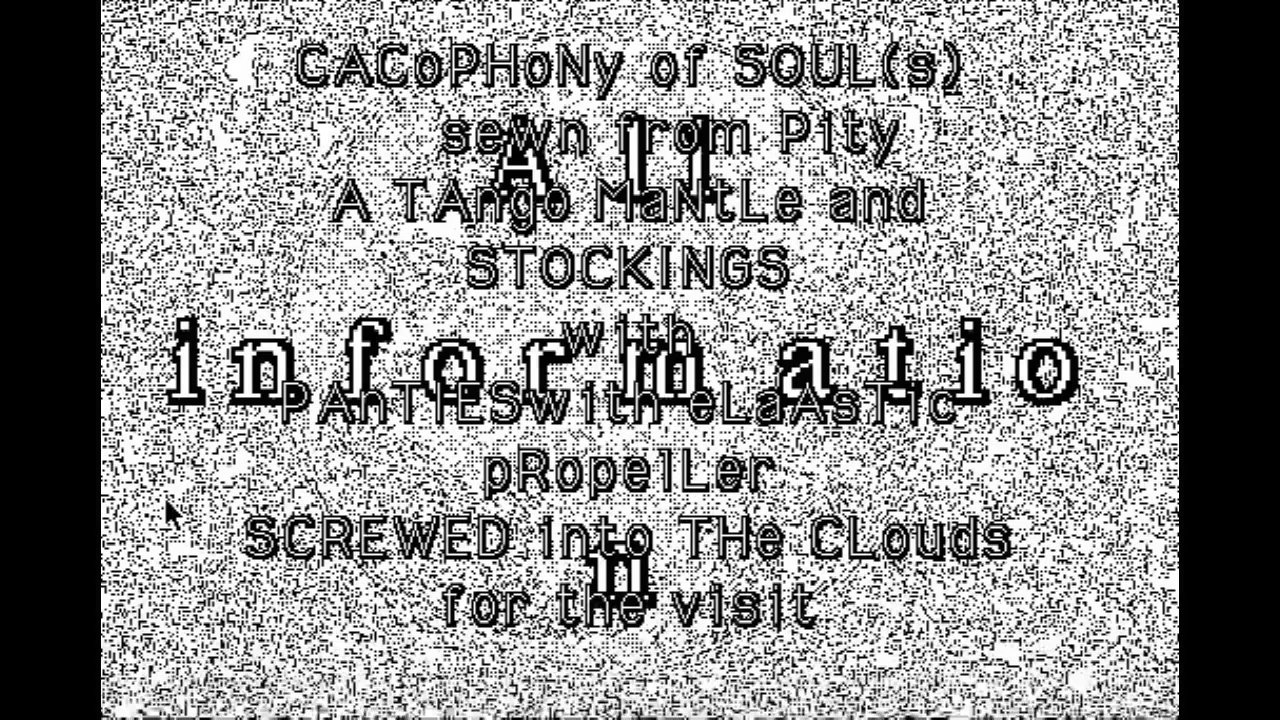 CACoPHoNy of SOUL(s)
sewn from Pity
A ll
A TAngo MaNtLe and
STOCKINGS
with
informatio
PAnTIESwith eLaAsTic
pRopelLer
SCREWED into THe CLouds
n
for the visit